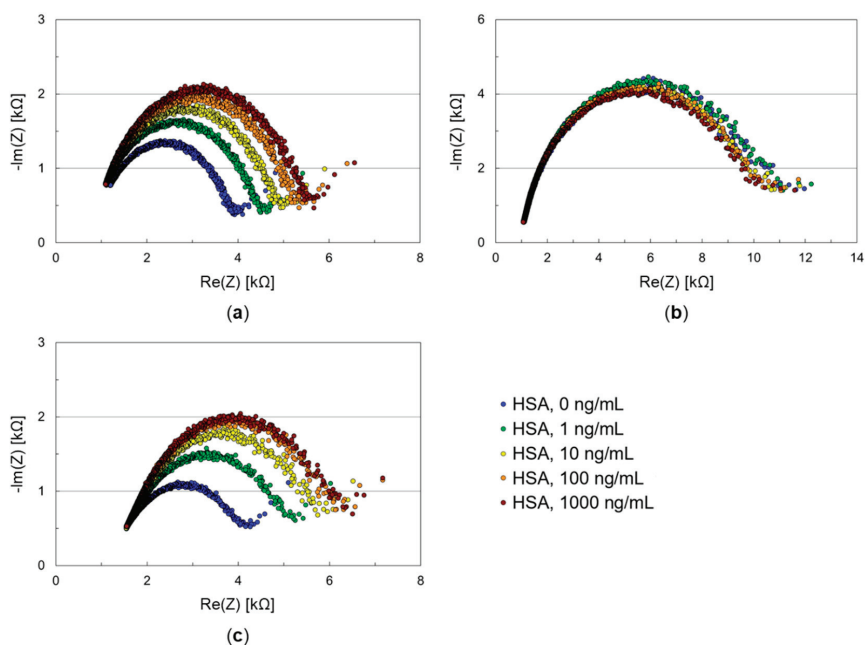 3
2
1
0
0 2 4 6 8
-Im(Z) [kΩ]
Re(Z) [kΩ]
(a)
6
4
2
0
0 2 4 6 8 10 12 14
-Im(Z) [kΩ]
Re(Z) [kΩ]
(b)
3
2
1
0
0 2 4 6 8
-Im(Z) [kΩ]
Re(Z) [kΩ]
(c)
HSA, 0 ng/mL
HSA, 1 ng/mL
HSA, 10 ng/mL
HSA, 100 ng/mL
HSA, 1000 ng/mL